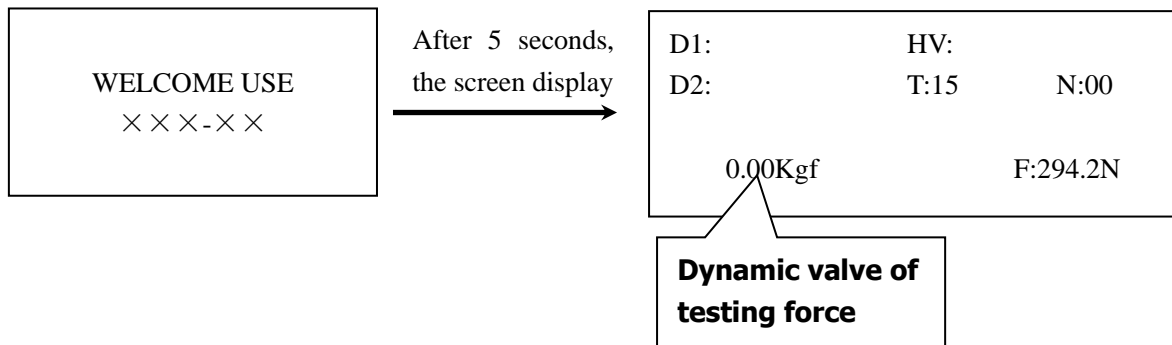 WELCOME USE
×××-××
After 5 seconds,
the screen display
D1: HV:
D2: T:15 N:00
0.00Kgf F:294.2N
Dynamic valve of
testing force